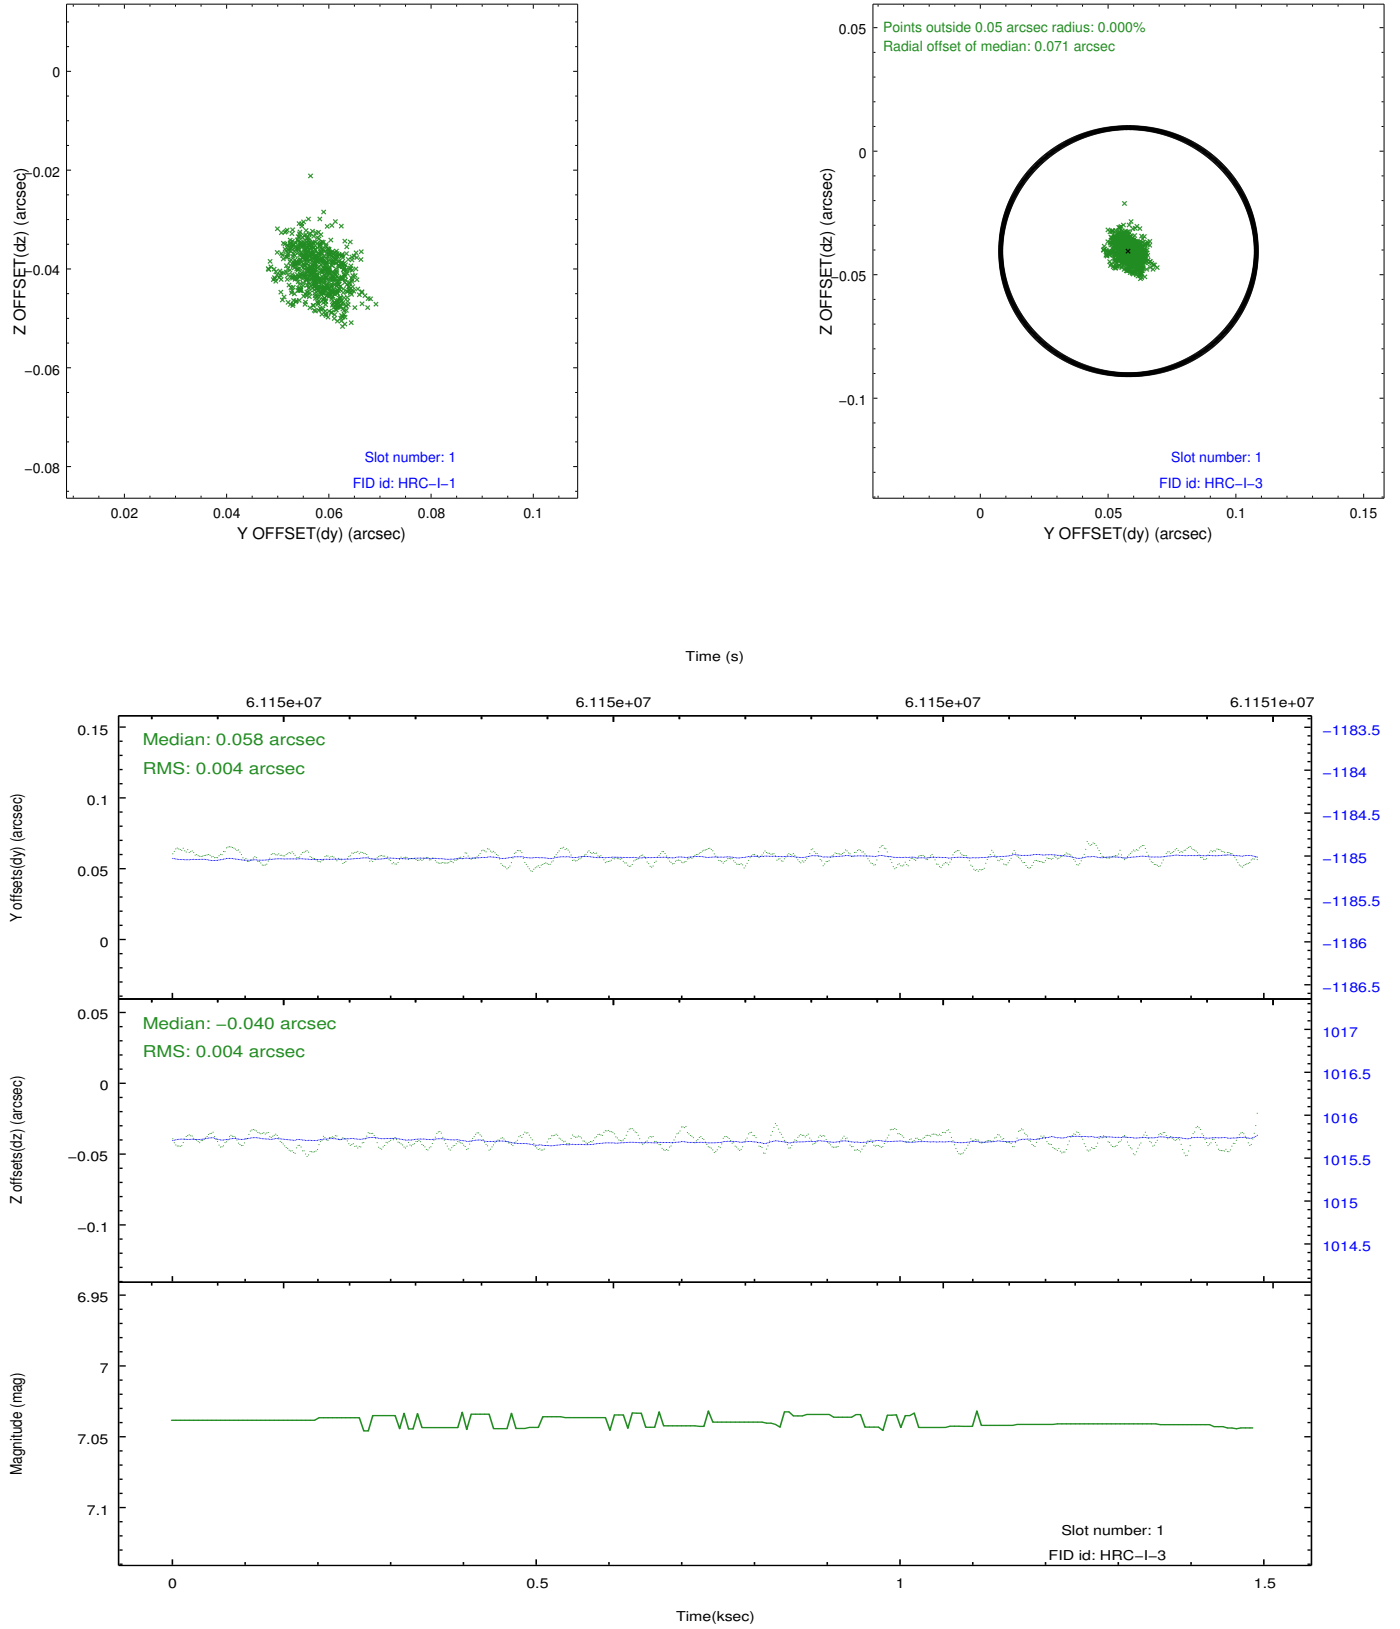 0
−0.02
−0.04
−0.06
−0.08
Z OFFSET(dz) (arcsec)
Slot number: 1
FID id: HRC−I−1
0.02
0.04
0.06
0.08
0.1
Y OFFSET(dy) (arcsec)
Points outside 0.05 arcsec radius: 0.000%
Radial offset of median: 0.071 arcsec
0.05
0
−0.05
−0.1
Z OFFSET(dz) (arcsec)
Slot number: 1
FID id: HRC−I−3
0
0.05
0.1
0.15
Y OFFSET(dy) (arcsec)
Time (s)
6.115e+07
6.115e+07
6.115e+07
6.1151e+07
Median: 0.058 arcsec
RMS: 0.004 arcsec
0.15
0.1
0.05
0
Y offsets(dy) (arcsec)
−1183.5
−1184
−1184.5
−1185
−1185.5
−1186
−1186.5
Median: −0.040 arcsec
RMS: 0.004 arcsec
0.05
0
−0.05
−0.1
Z offsets(dz) (arcsec)
1017
1016.5
1016
1015.5
1015
1014.5
6.95
7
7.05
7.1
Magnitude (mag)
Slot number: 1
FID id: HRC−I−3
0
0.5
1
1.5
Time(ksec)